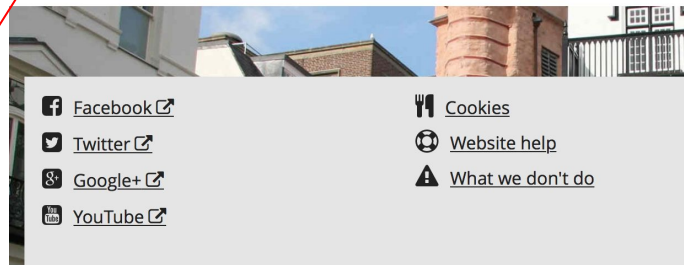 Facebook
Twitter
Google+
YouTube
Cookies
Website help
What we don't do